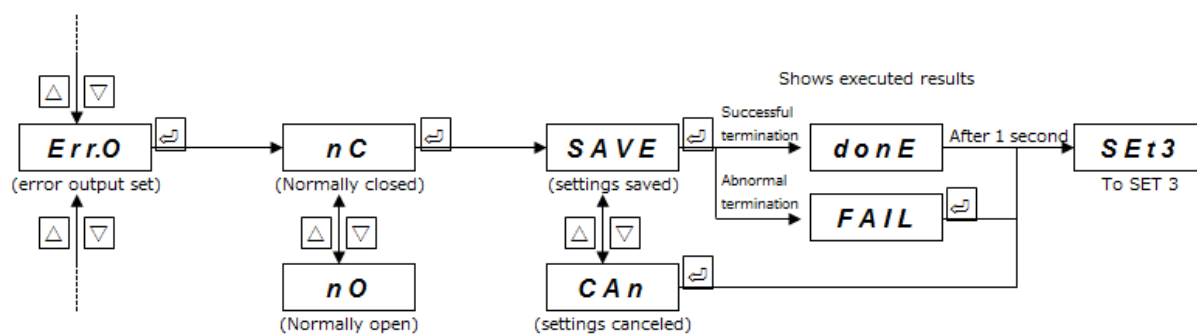 Shows executed results
△ ▽
Successful
termination
Err.O ⏎ nC ⏎ SAVE ⏎ donE After 1 second SEt3
(error output set) (Normally closed) (settings saved) To SET 3
Abnormal
termination
△ ▽ △ ▽ △ ▽ FAIL ⏎
nO CAn ⏎
(Normally open) (settings canceled)